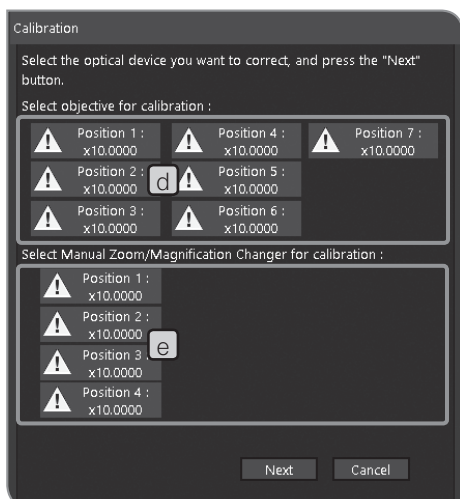 Calibration
Select the optical device you want to correct, and press the "Next"
button.
Select objective for calibration :
Position 1 :
x10.0000
Position 2 :
x10.0000
Position 3 :
x10.0000
d
Position 4 :
x10.0000
Position 5 :
x10.0000
Position 6 :
x10.0000
Position 7 :
x10.0000
Select Manual Zoom/Magnification Changer for calibration :
Position 1 :
x10.0000
Position 2 :
x10.0000
Position 3 :
x10.0000
Position 4 :
x10.0000
e
Next
Cancel